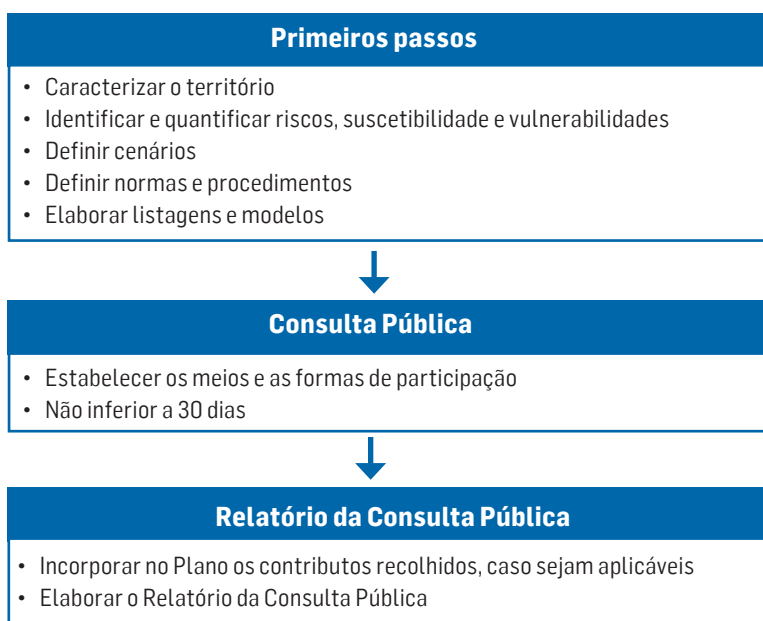 Primeiros passos
• Caracterizar o território
• Identificar e quantificar riscos, suscetibilidade e vulnerabilidades
• Definir cenários
• Definir normas e procedimentos
• Elaborar listagens e modelos
Consulta Pública
• Estabelecer os meios e as formas de participação
• Não inferior a 30 dias
Relatório da Consulta Pública
• Incorporar no Plano os contributos recolhidos, caso sejam aplicáveis
• Elaborar o Relatório da Consulta Pública